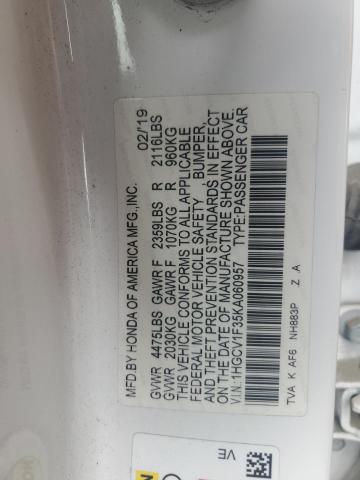 MFD.BY HONDA OF AMERICA MFG.,INC. 02/'19
GVWR 4475LBS GAWR F 2359LBS R 2116LBS
GVWR 2030KG GAWR F 1070KG R 960KG
THIS VEHICLE CONFORMS TO ALL APPLICABLE
FEDERAL MOTOR VEHICLE SAFETY , BUMPER,
AND THEFT PREVENTION STANDARDS IN EFFECT
ON THE DATE OF MANUFACTURE SHOWN ABOVE.
V.I.N.:1HGCV1F35KA060957 TYPE:PASSENGER CAR
TVA K AF6 NH883P Z A
VE